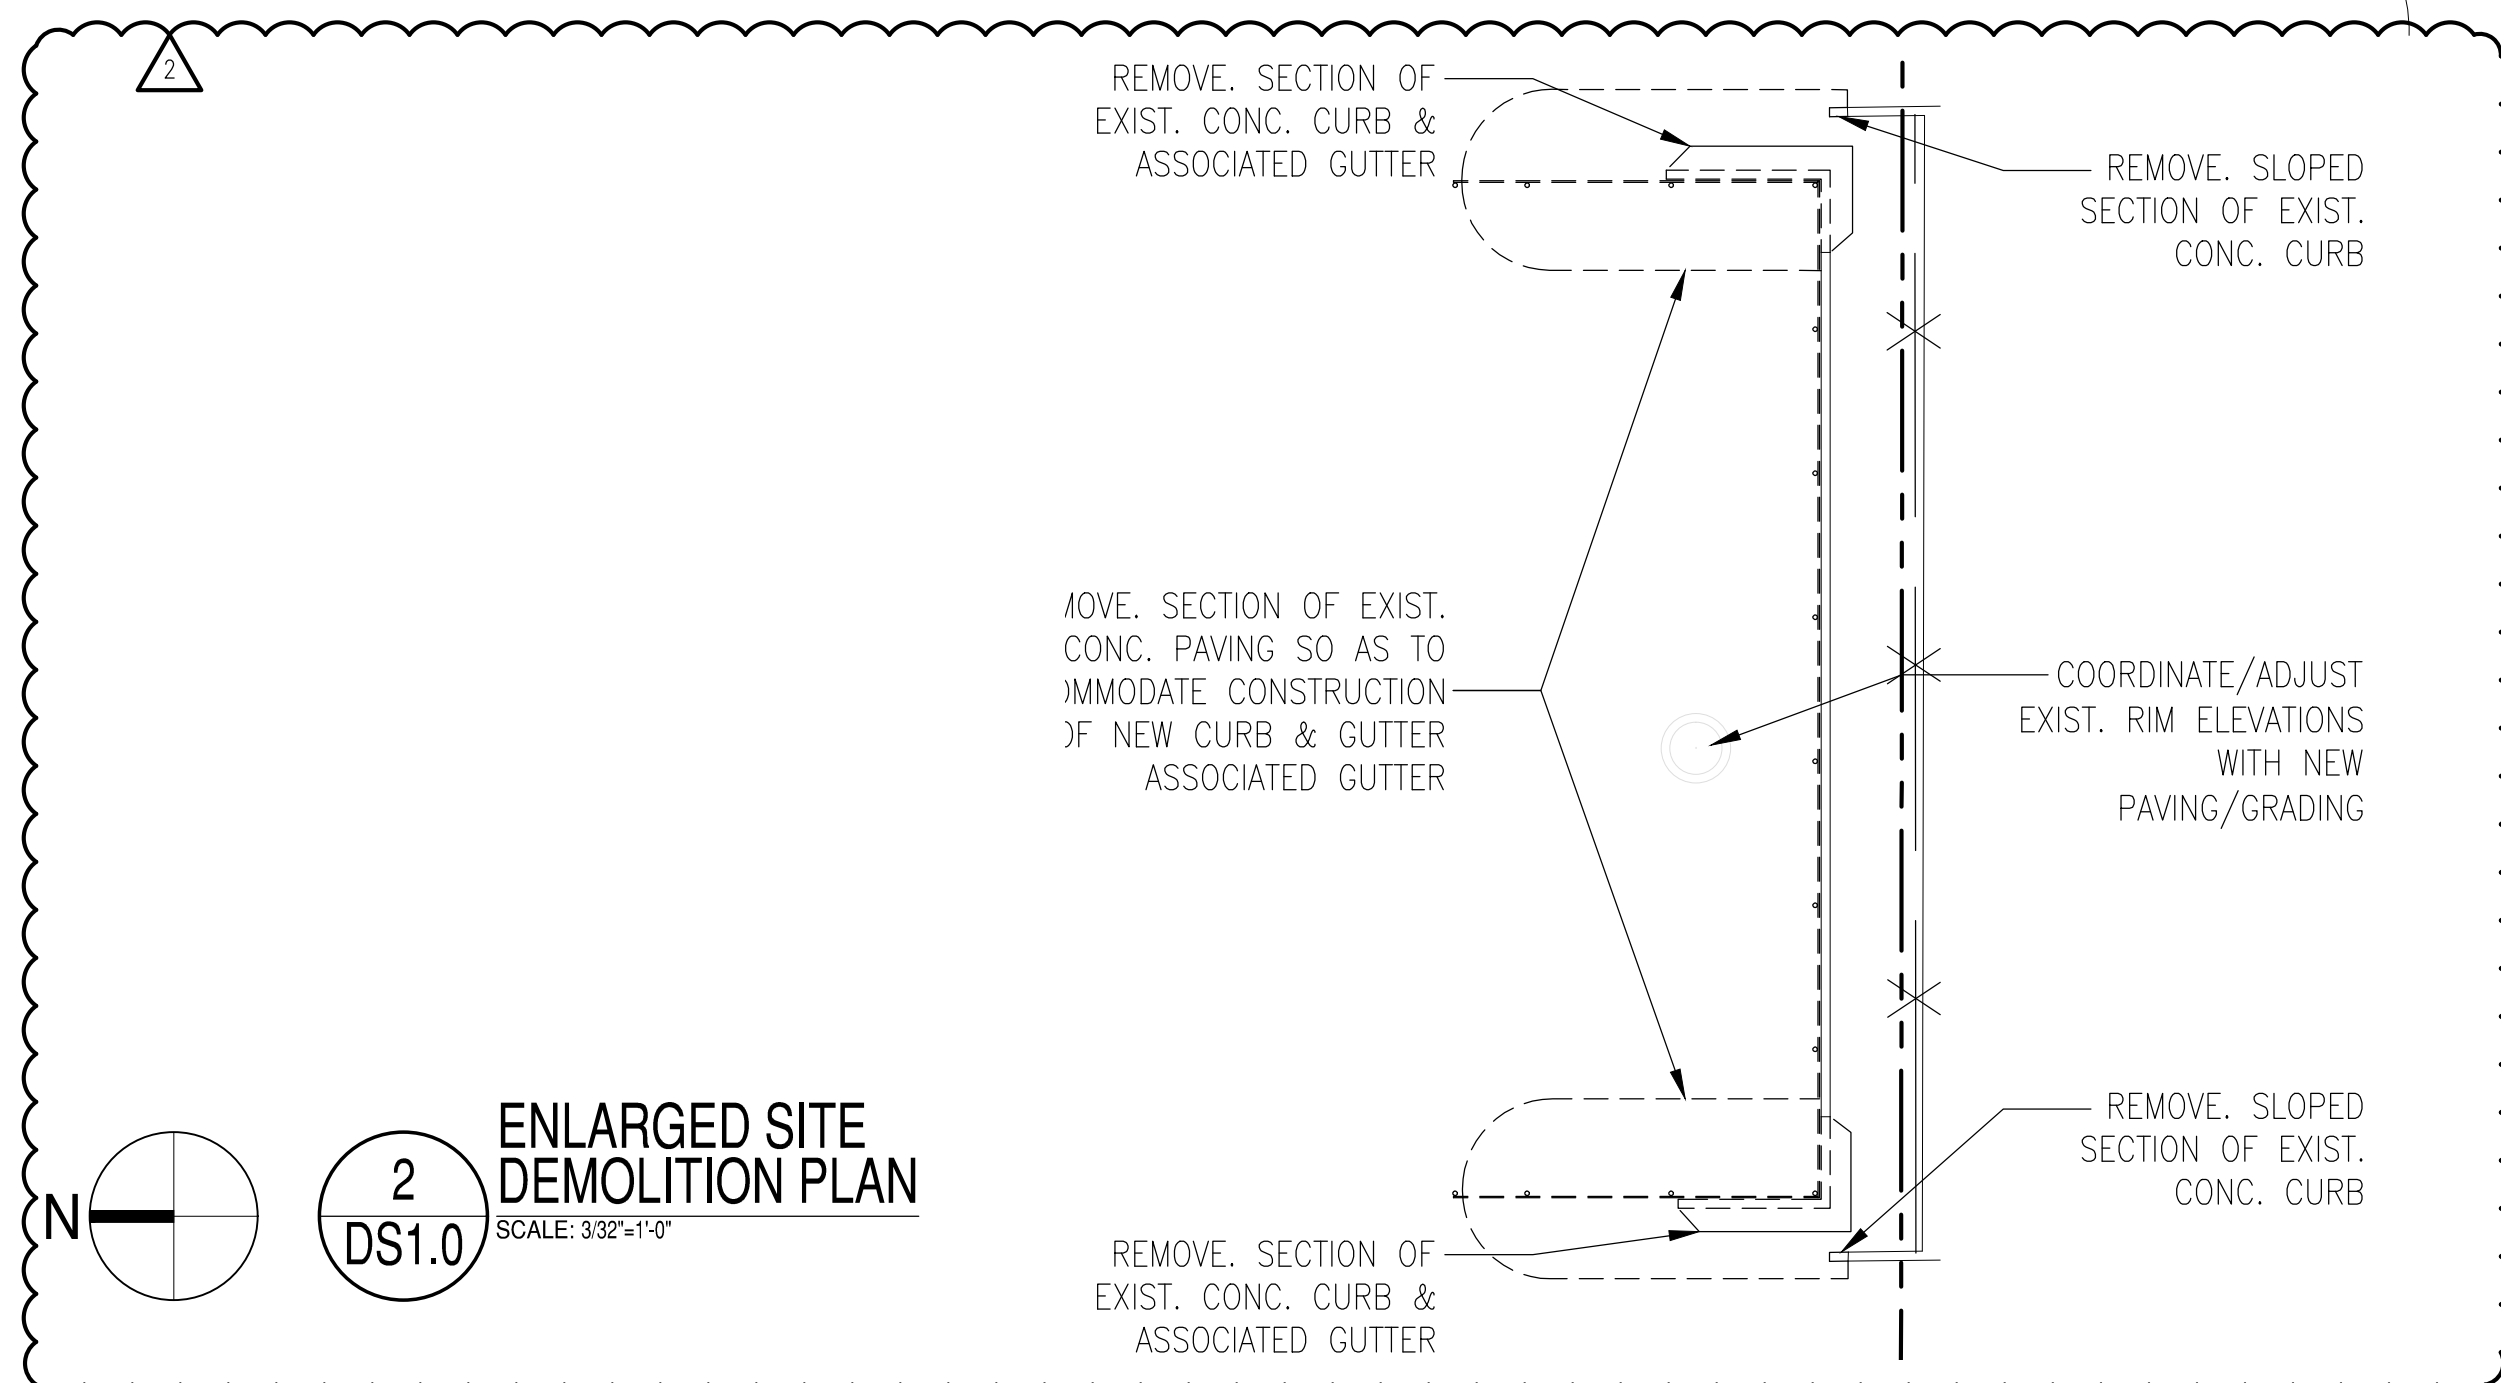 2
REMOVE. SECTION OF
EXIST. CONC. CURB &
ASSOCIATED GUTTER
REMOVE. SLOPED
SECTION OF EXIST.
CONC. CURB
SECTION OF EXIST.
CONC. PAVING SO AS TO
CONSTRUCTION
NEW CURB & GUTTER
ASSOCIATED GUTTER
COORDINATE/ADJUST
EXIST. RIM ELEVATIONS
WITH NEW
PAVING/GRADING
REMOVE. SLOPED
SECTION OF EXIST.
CONC. CURB
REMOVE. SECTION OF
EXIST. CONC. CURB &
ASSOCIATED GUTTER
N
2
DS1.0
ENLARGED SITE
DEMOLITION PLAN
SCALE: 3/32"=1'-0"